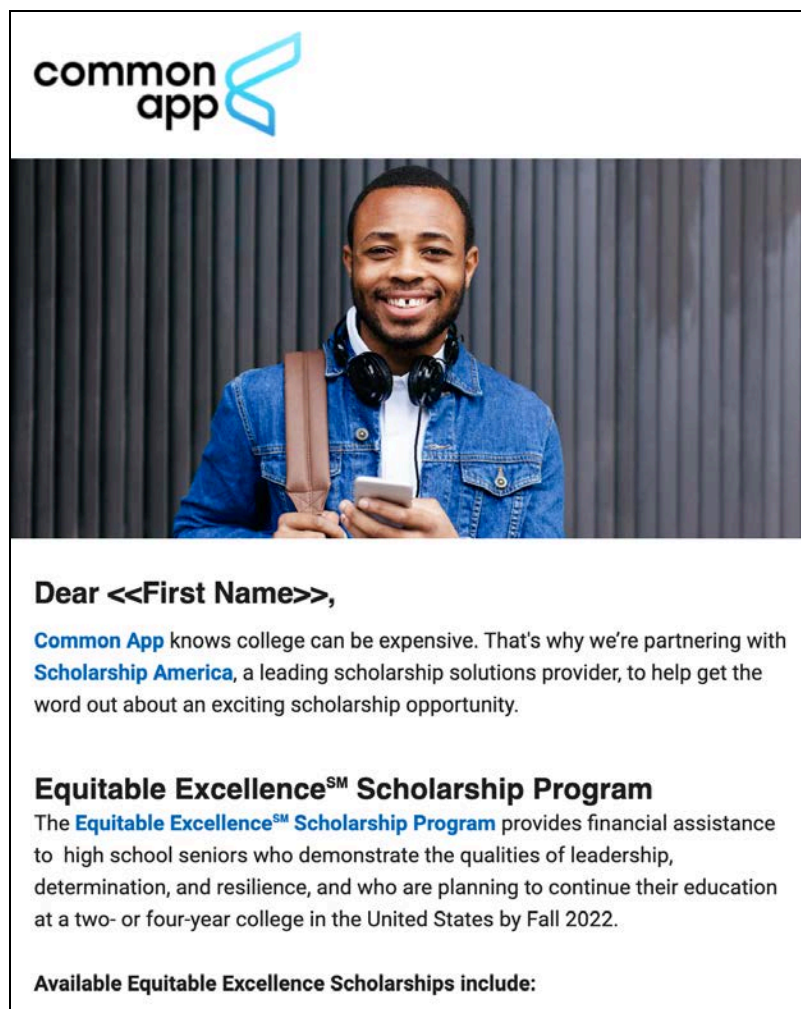 common
app
Dear <<First Name>>,
Common App knows college can be expensive. That's why we’re partnering with
Scholarship America, a leading scholarship solutions provider, to help get the
word out about an exciting scholarship opportunity.
Equitable Excellence℠ Scholarship Program
The Equitable Excellence℠ Scholarship Program provides financial assistance
to  high school seniors who demonstrate the qualities of leadership,
determination, and resilience, and who are planning to continue their education
at a two- or four-year college in the United States by Fall 2022.
Available Equitable Excellence Scholarships include: